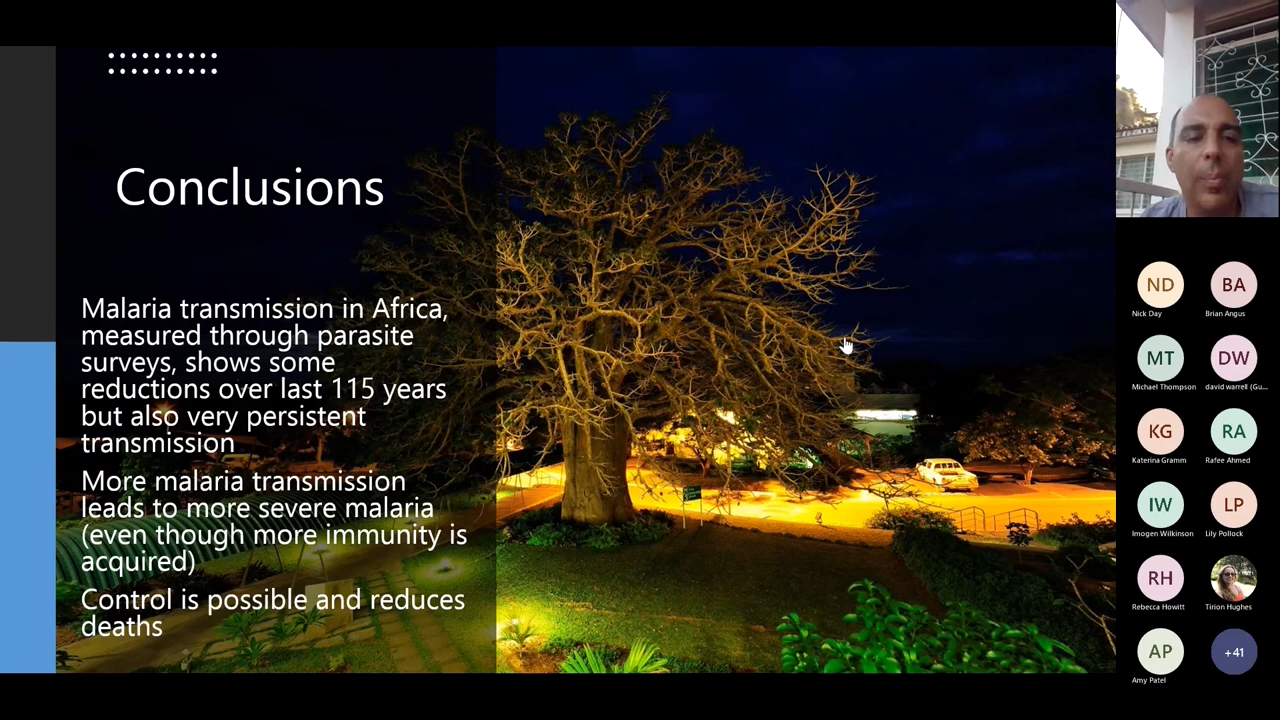 Conclusions
Malaria transmission in Africa,
measured through parasite
surveys, shows some
reductions over last 115 years
but also very persistent
transmission
More malaria transmission
leads to more severe malaria
(even though more immunity is
acquired)
Control is possible and reduces
deaths
ND
Nick Day
BA
Brian Angus
MT
Michael Thompson
DW
david warrell (Gu...
KG
Katerina Gramm
RA
Rafee Ahmed
IW
Imogen Wilkinson
LP
Lily Pollock
RH
Rebecca Howitt
Tirion Hughes
AP
Amy Patel
+41